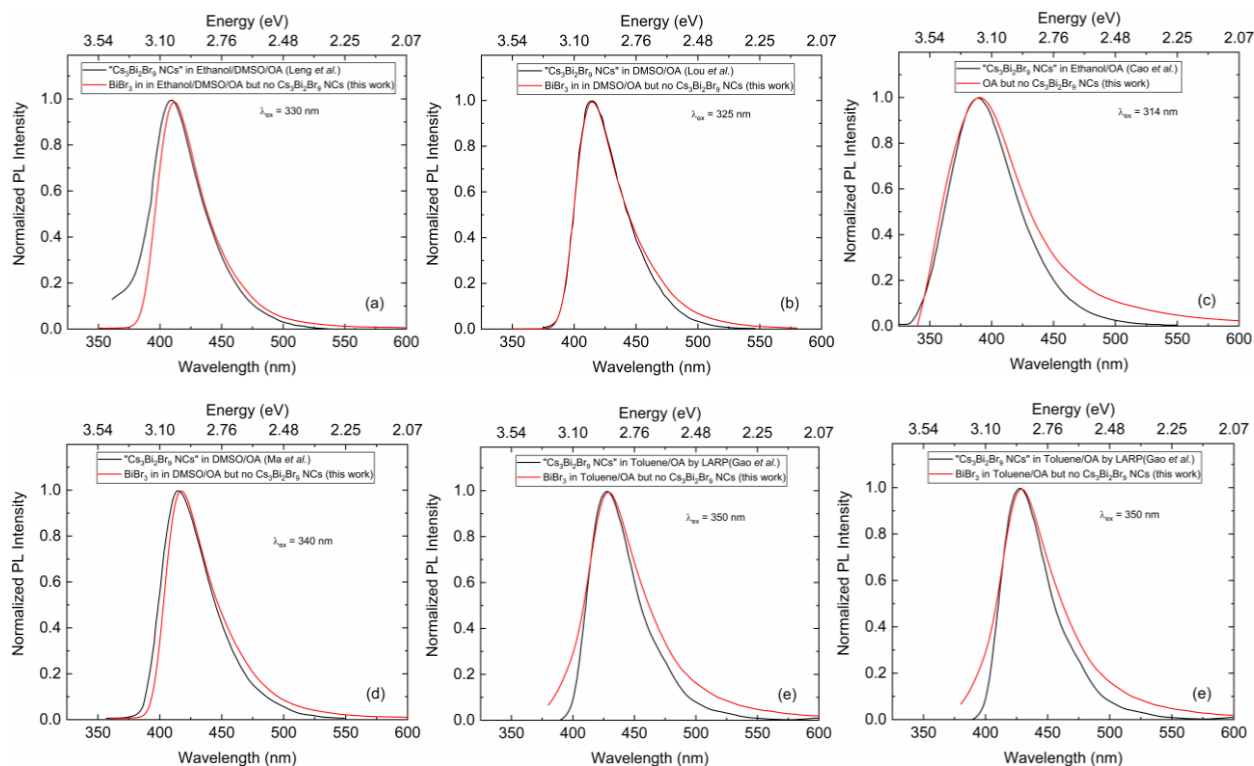 Energy (eV)
3.54 3.10 2.76 2.48 2.25 2.07
"Cs₃Bi₂Br₉ NCs" in Ethanol/DMSO/OA (Leng et al.)
BiBr₃ in in Ethanol/DMSO/OA but no Cs₃Bi₂Br₉ NCs (this work)
λex = 330 nm
Normalized PL Intensity
1.0
0.8
0.6
0.4
0.2
0.0
(a)
350 400 450 500 550 600
Wavelength (nm)
Energy (eV)
3.54 3.10 2.76 2.48 2.25 2.07
"Cs₃Bi₂Br₉ NCs" in DMSO/OA (Lou et al.)
BiBr₃ in in DMSO/OA but no Cs₃Bi₂Br₉ NCs (this work)
λex = 325 nm
Normalized PL Intensity
1.0
0.8
0.6
0.4
0.2
0.0
(b)
350 400 450 500 550 600
Wavelength (nm)
Energy (eV)
3.54 3.10 2.76 2.48 2.25 2.07
"Cs₃Bi₂Br₉ NCs" in Ethanol/OA (Cao et al.)
OA but no Cs₃Bi₂Br₉ NCs (this work)
λex = 314 nm
Normalized PL Intensity
1.0
0.8
0.6
0.4
0.2
0.0
(c)
350 400 450 500 550 600
Wavelength (nm)
Energy (eV)
3.54 3.10 2.76 2.48 2.25 2.07
"Cs₃Bi₂Br₉ NCs" in DMSO/OA (Ma et al.)
BiBr₃ in in DMSO/OA but no Cs₃Bi₂Br₉ NCs (this work)
λex = 340 nm
Normalized PL Intensity
1.0
0.8
0.6
0.4
0.2
0.0
(d)
350 400 450 500 550 600
Wavelength (nm)
Energy (eV)
3.54 3.10 2.76 2.48 2.25 2.07
"Cs₃Bi₂Br₉ NCs" in Toluene/OA by LARP(Gao et al.)
BiBr₃ in Toluene/OA but no Cs₃Bi₂Br₉ NCs (this work)
λex = 350 nm
Normalized PL Intensity
1.0
0.8
0.6
0.4
0.2
0.0
(e)
350 400 450 500 550 600
Wavelength (nm)
Energy (eV)
3.54 3.10 2.76 2.48 2.25 2.07
"Cs₃Bi₂Br₉ NCs" in Toluene/OA by LARP(Gao et al.)
BiBr₃ in Toluene/OA but no Cs₃Bi₂Br₉ NCs (this work)
λex = 350 nm
Normalized PL Intensity
1.0
0.8
0.6
0.4
0.2
0.0
(e)
350 400 450 500 550 600
Wavelength (nm)